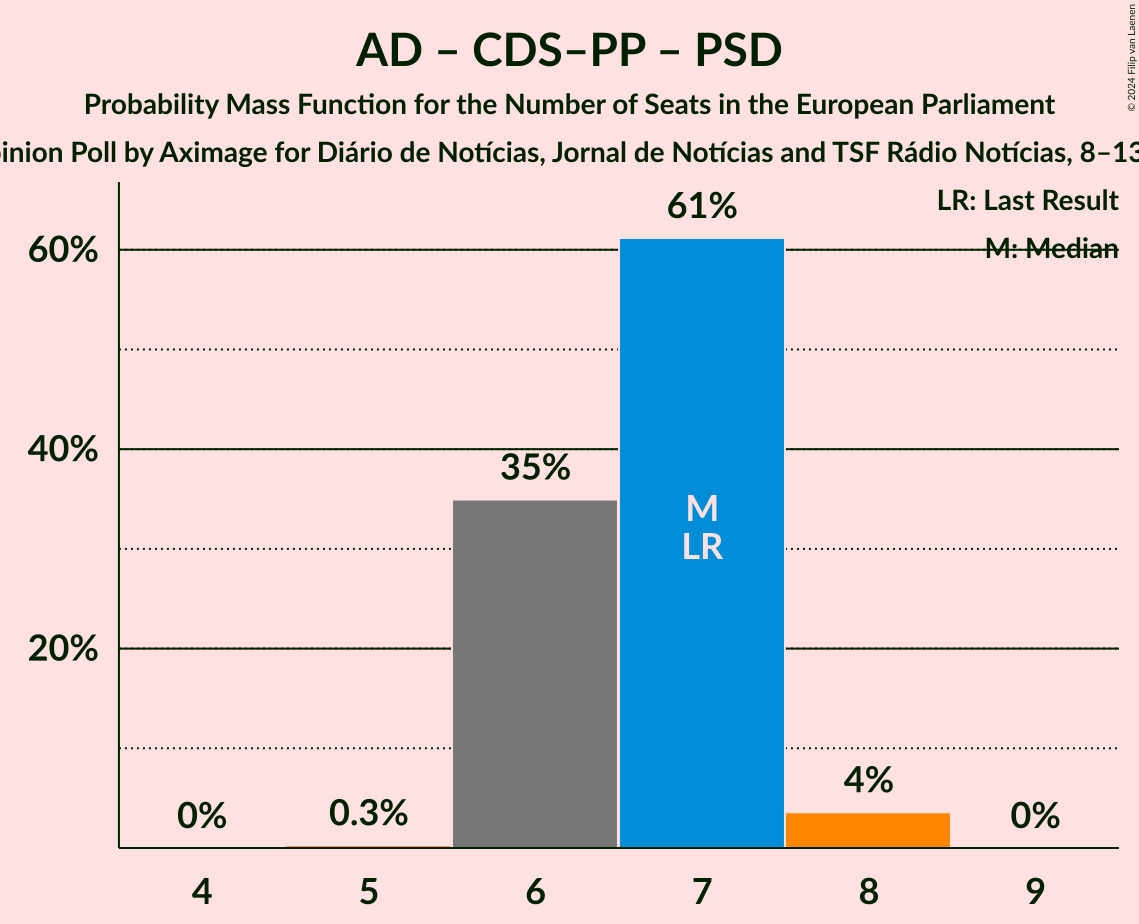 AD – CDS–PP – PSD
Probability Mass Function for the Number of Seats in the European Parliament
Poll by Aximage for Diário de Notícias, Jornal de Notícias and TSF Rádio Notícias, 8–13
© 2024 Filip van Laenen
LR: Last Result
M: Median
60%
40%
20%
0%
0.3%
35%
61%
M
LR
4%
0%
4
5
6
7
8
9